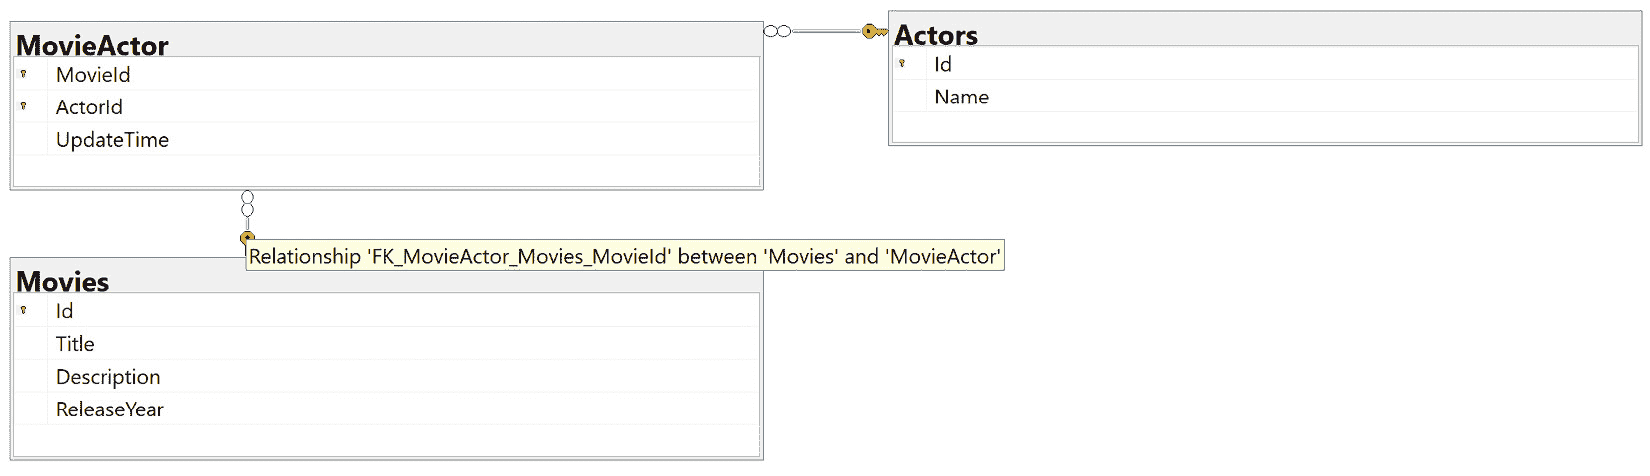 MovieActor
MovieId
ActorId
UpdateTime
Actors
Id
Name
Relationship 'FK_MovieActor_Movies_MovieId' between 'Movies' and 'MovieActor'
Movies
Id
Title
Description
ReleaseYear